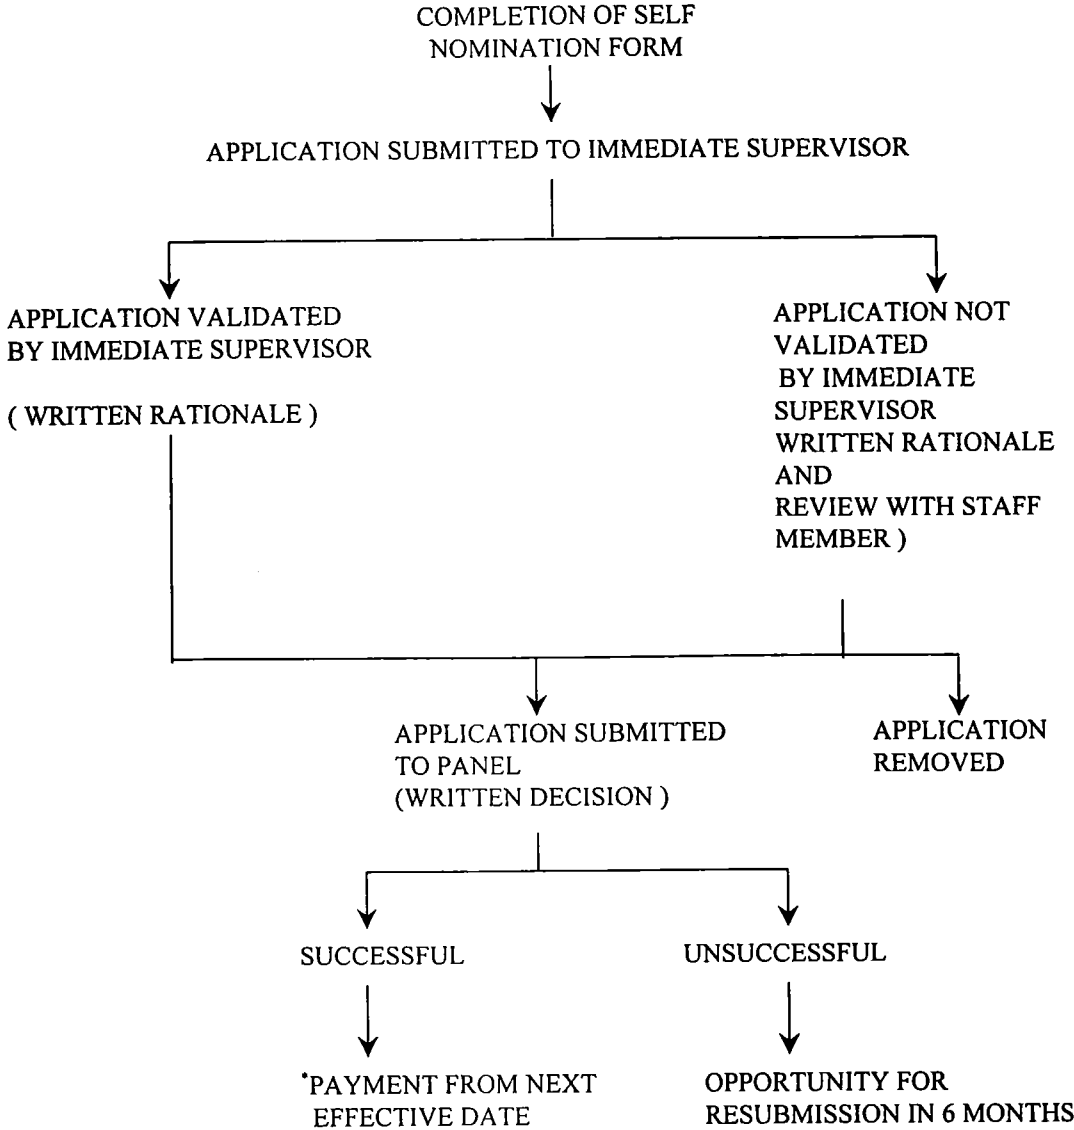 COMPLETION OF SELF
NOMINATION FORM
APPLICATION SUBMITTED TO IMMEDIATE SUPERVISOR
APPLICATION VALIDATED
BY IMMEDIATE SUPERVISOR
( WRITTEN RATIONALE )
APPLICATION NOT
VALIDATED
BY IMMEDIATE
SUPERVISOR
WRITTEN RATIONALE
AND
REVIEW WITH STAFF
MEMBER )
APPLICATION SUBMITTED
TO PANEL
(WRITTEN DECISION )
APPLICATION
REMOVED
SUCCESSFUL
UNSUCCESSFUL
*PAYMENT FROM NEXT
EFFECTIVE DATE
OPPORTUNITY FOR
RESUBMISSION IN 6 MONTHS